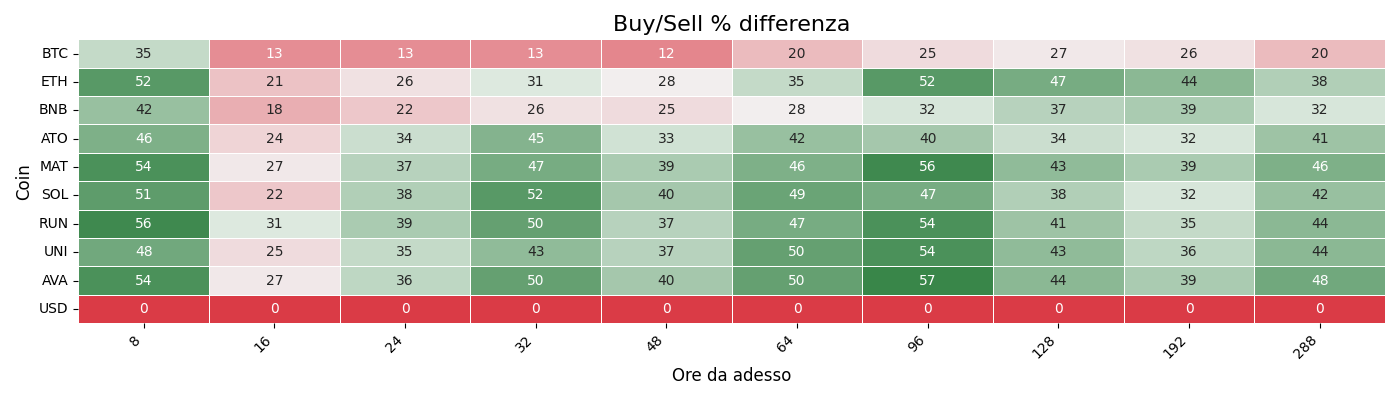 Buy/Sell % differenza
Coin
BTC 35 13 13 13 12 20 25 27 26 20
ETH 52 21 26 31 28 35 52 47 44 38
BNB 42 18 22 26 25 28 32 37 39 32
ATO 46 24 34 45 33 42 40 34 32 41
MAT 54 27 37 47 39 46 56 43 39 46
SOL 51 22 38 52 40 49 47 38 32 42
RUN 56 31 39 50 37 47 54 41 35 44
UNI 48 25 35 43 37 50 54 43 36 44
AVA 54 27 36 50 40 50 57 44 39 48
USD 0 0 0 0 0 0 0 0 0 0
8 16 24 32 48 64 96 128 192 288
Ore da adesso